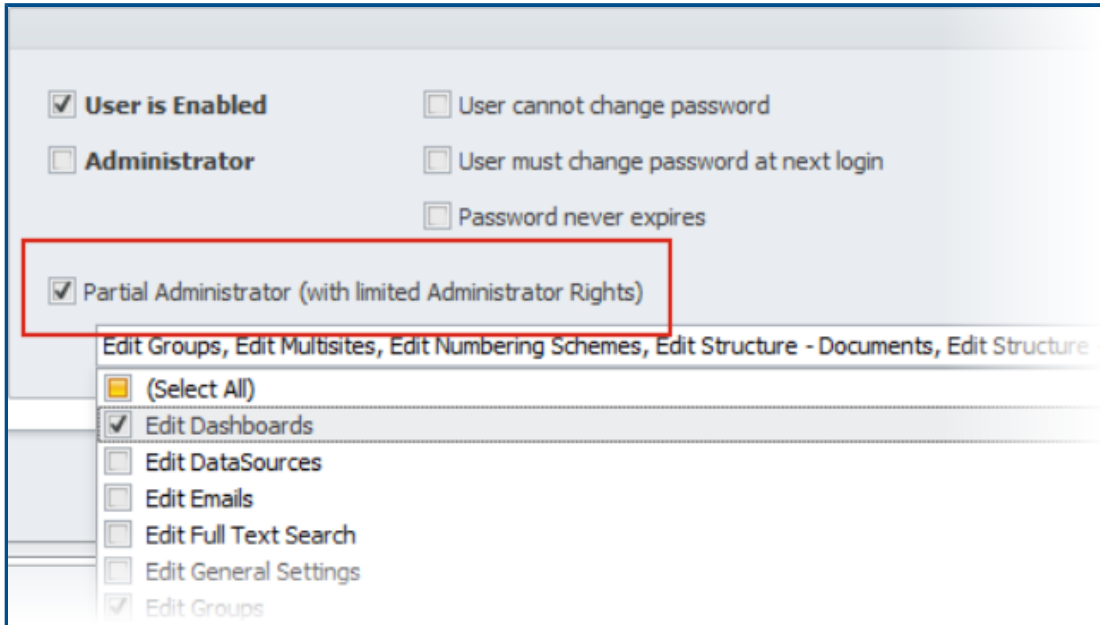 User is Enabled
User cannot change password
Administrator
User must change password at next login
Password never expires
Partial Administrator (with limited Administrator Rights)
Edit Groups, Edit Multisites, Edit Numbering Schemes, Edit Structure - Documents, Edit Structure -
(Select All)
Edit Dashboards
Edit DataSources
Edit Emails
Edit Full Text Search
Edit General Settings
Edit Groups